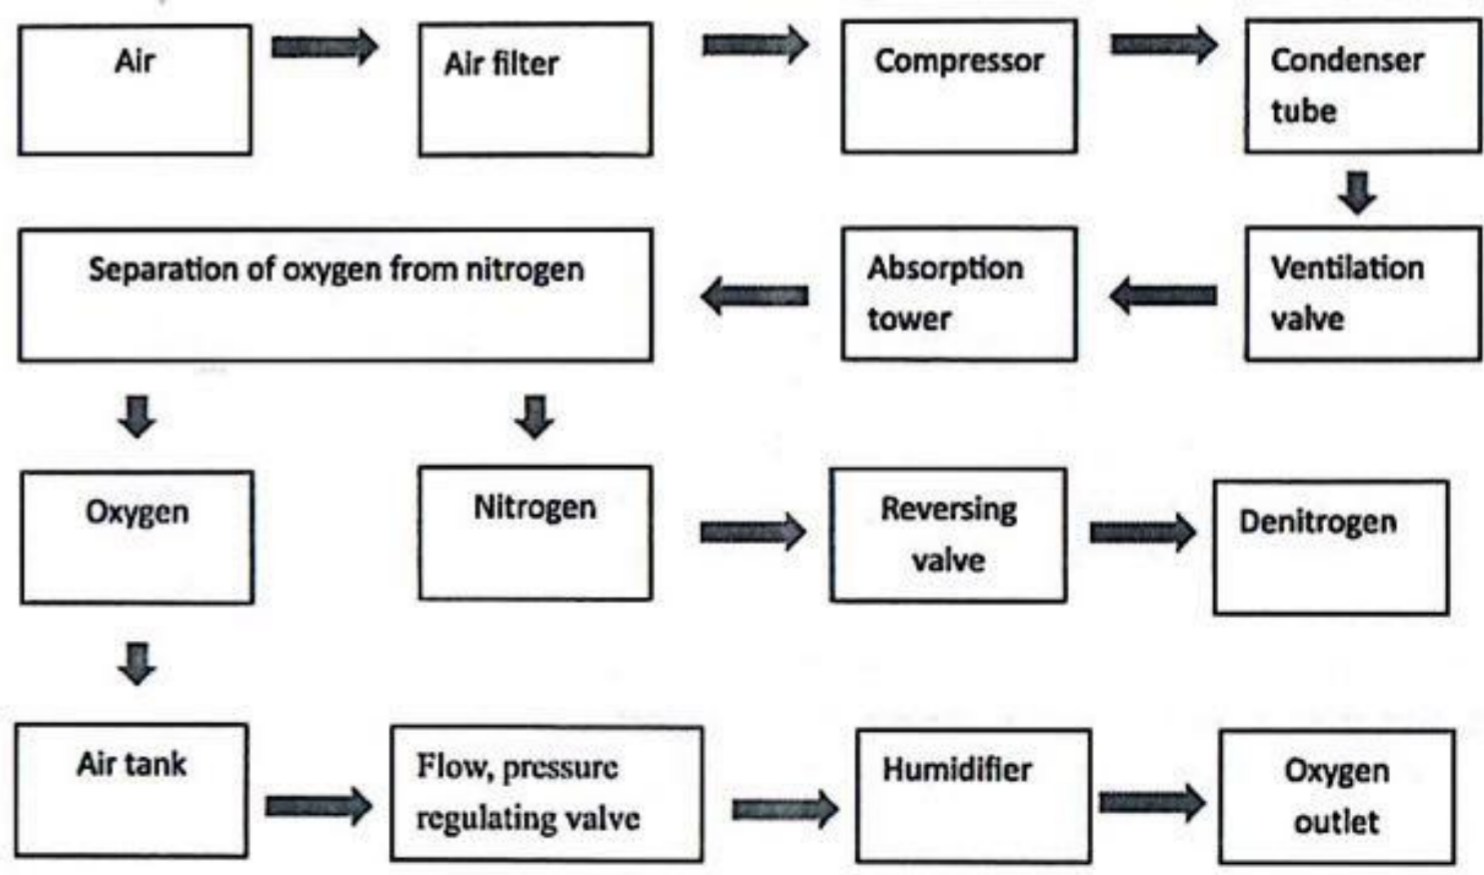 Air
Air filter
Compressor
Condenser
tube
Separation of oxygen from nitrogen
Absorption
tower
Ventilation
valve
Oxygen
Nitrogen
Reversing
valve
Denitrogen
Air tank
Flow, pressure
regulating valve
Humidifier
Oxygen
outlet